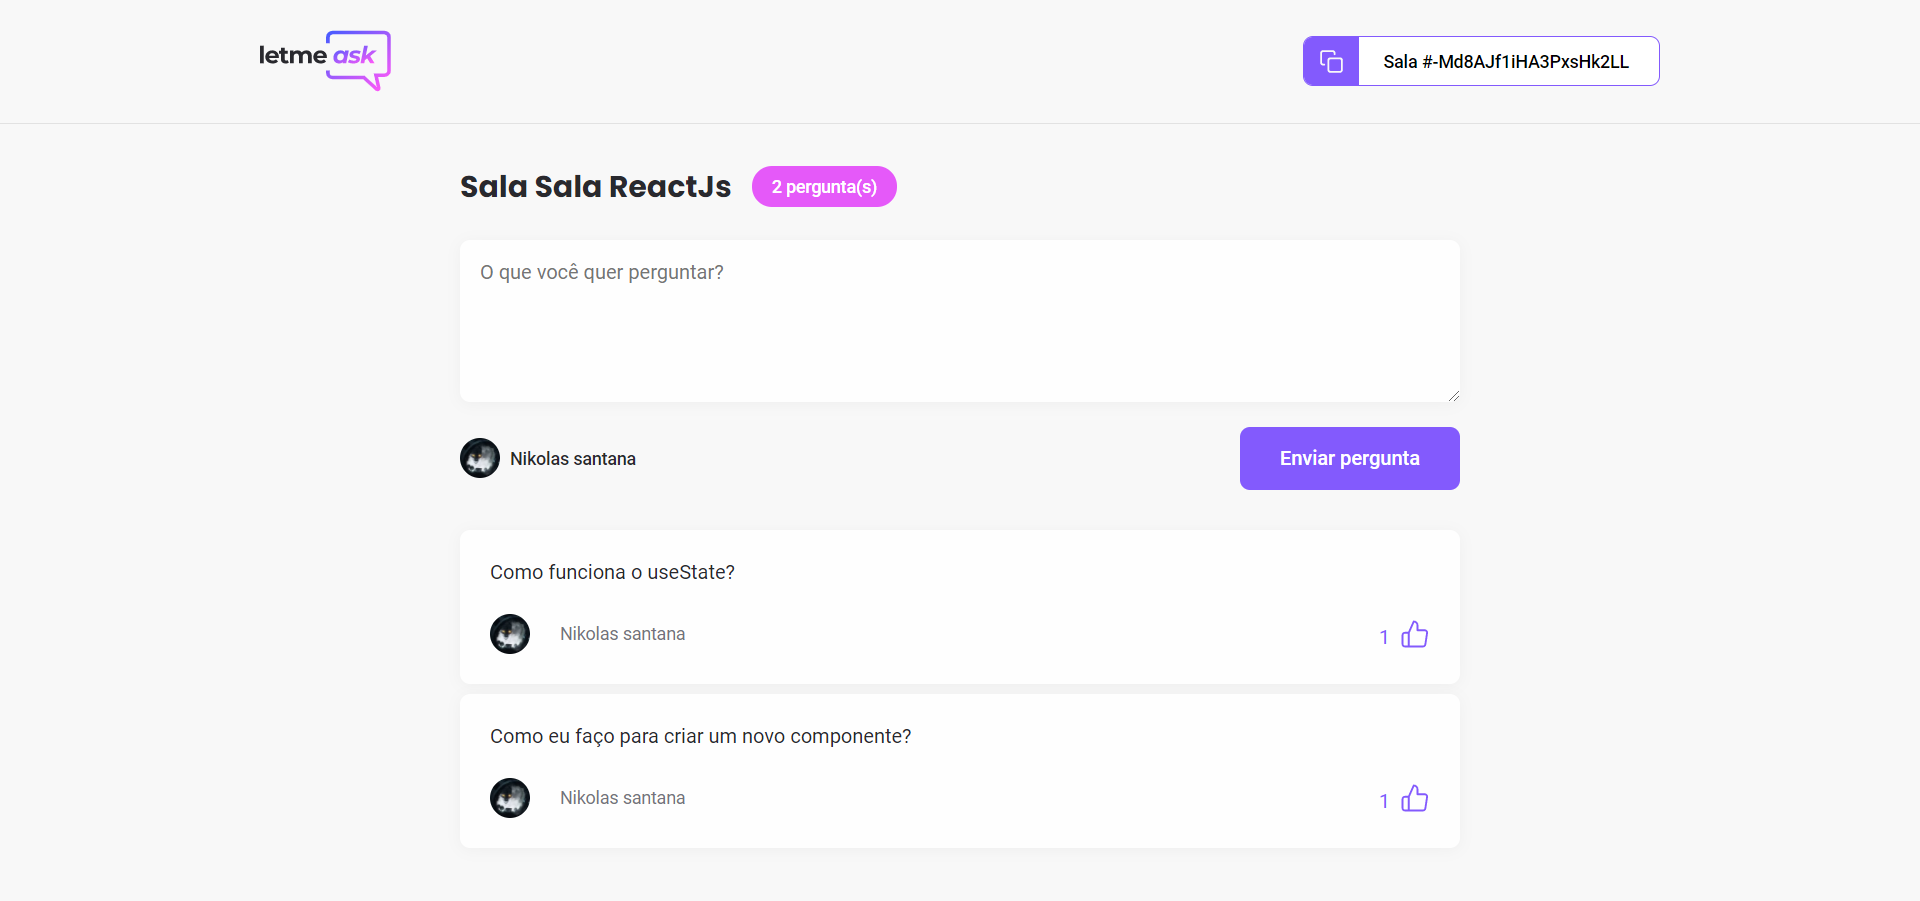 letme ask
Sala #-Md8AJf1iHA3PxsHk2LL
Sala Sala ReactJs
2 pergunta(s)
O que você quer perguntar?
Nikolas santana
Enviar pergunta
Como funciona o useState?
Nikolas santana
1
Como eu faço para criar um novo componente?
Nikolas santana
1